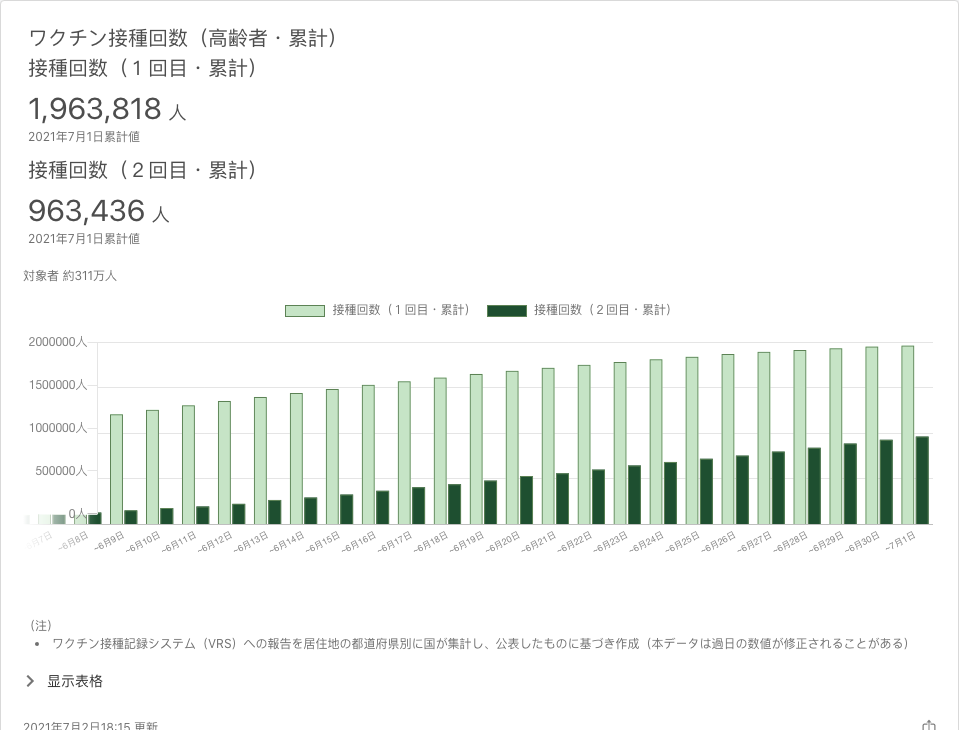 ワクチン接種回数（高齢者・累計）
接種回数（１回目・累計）
1,963,818 人
2021年7月1日累計値
接種回数（２回目・累計）
963,436 人
2021年7月1日累計値
対象者 約311万人
接種回数（１回目・累計） 接種回数（２回目・累計）
2000000人
1500000人
1000000人
500000人
0人
~6月8日 ~6月9日 ~6月10日 ~6月11日 ~6月12日 ~6月13日 ~6月14日 ~6月15日 ~6月16日 ~6月17日 ~6月18日 ~6月19日 ~6月20日 ~6月21日 ~6月22日 ~6月23日 ~6月24日 ~6月25日 ~6月26日 ~6月27日 ~6月28日 ~6月29日 ~6月30日 ~7月1日
（注）
• ワクチン接種記録システム（VRS）への報告を居住地の都道府県別に国が集計し、公表したものに基づき作成（本データは過日の数値が修正されることがある）
显示表格
2021年7月2日18:15 更新